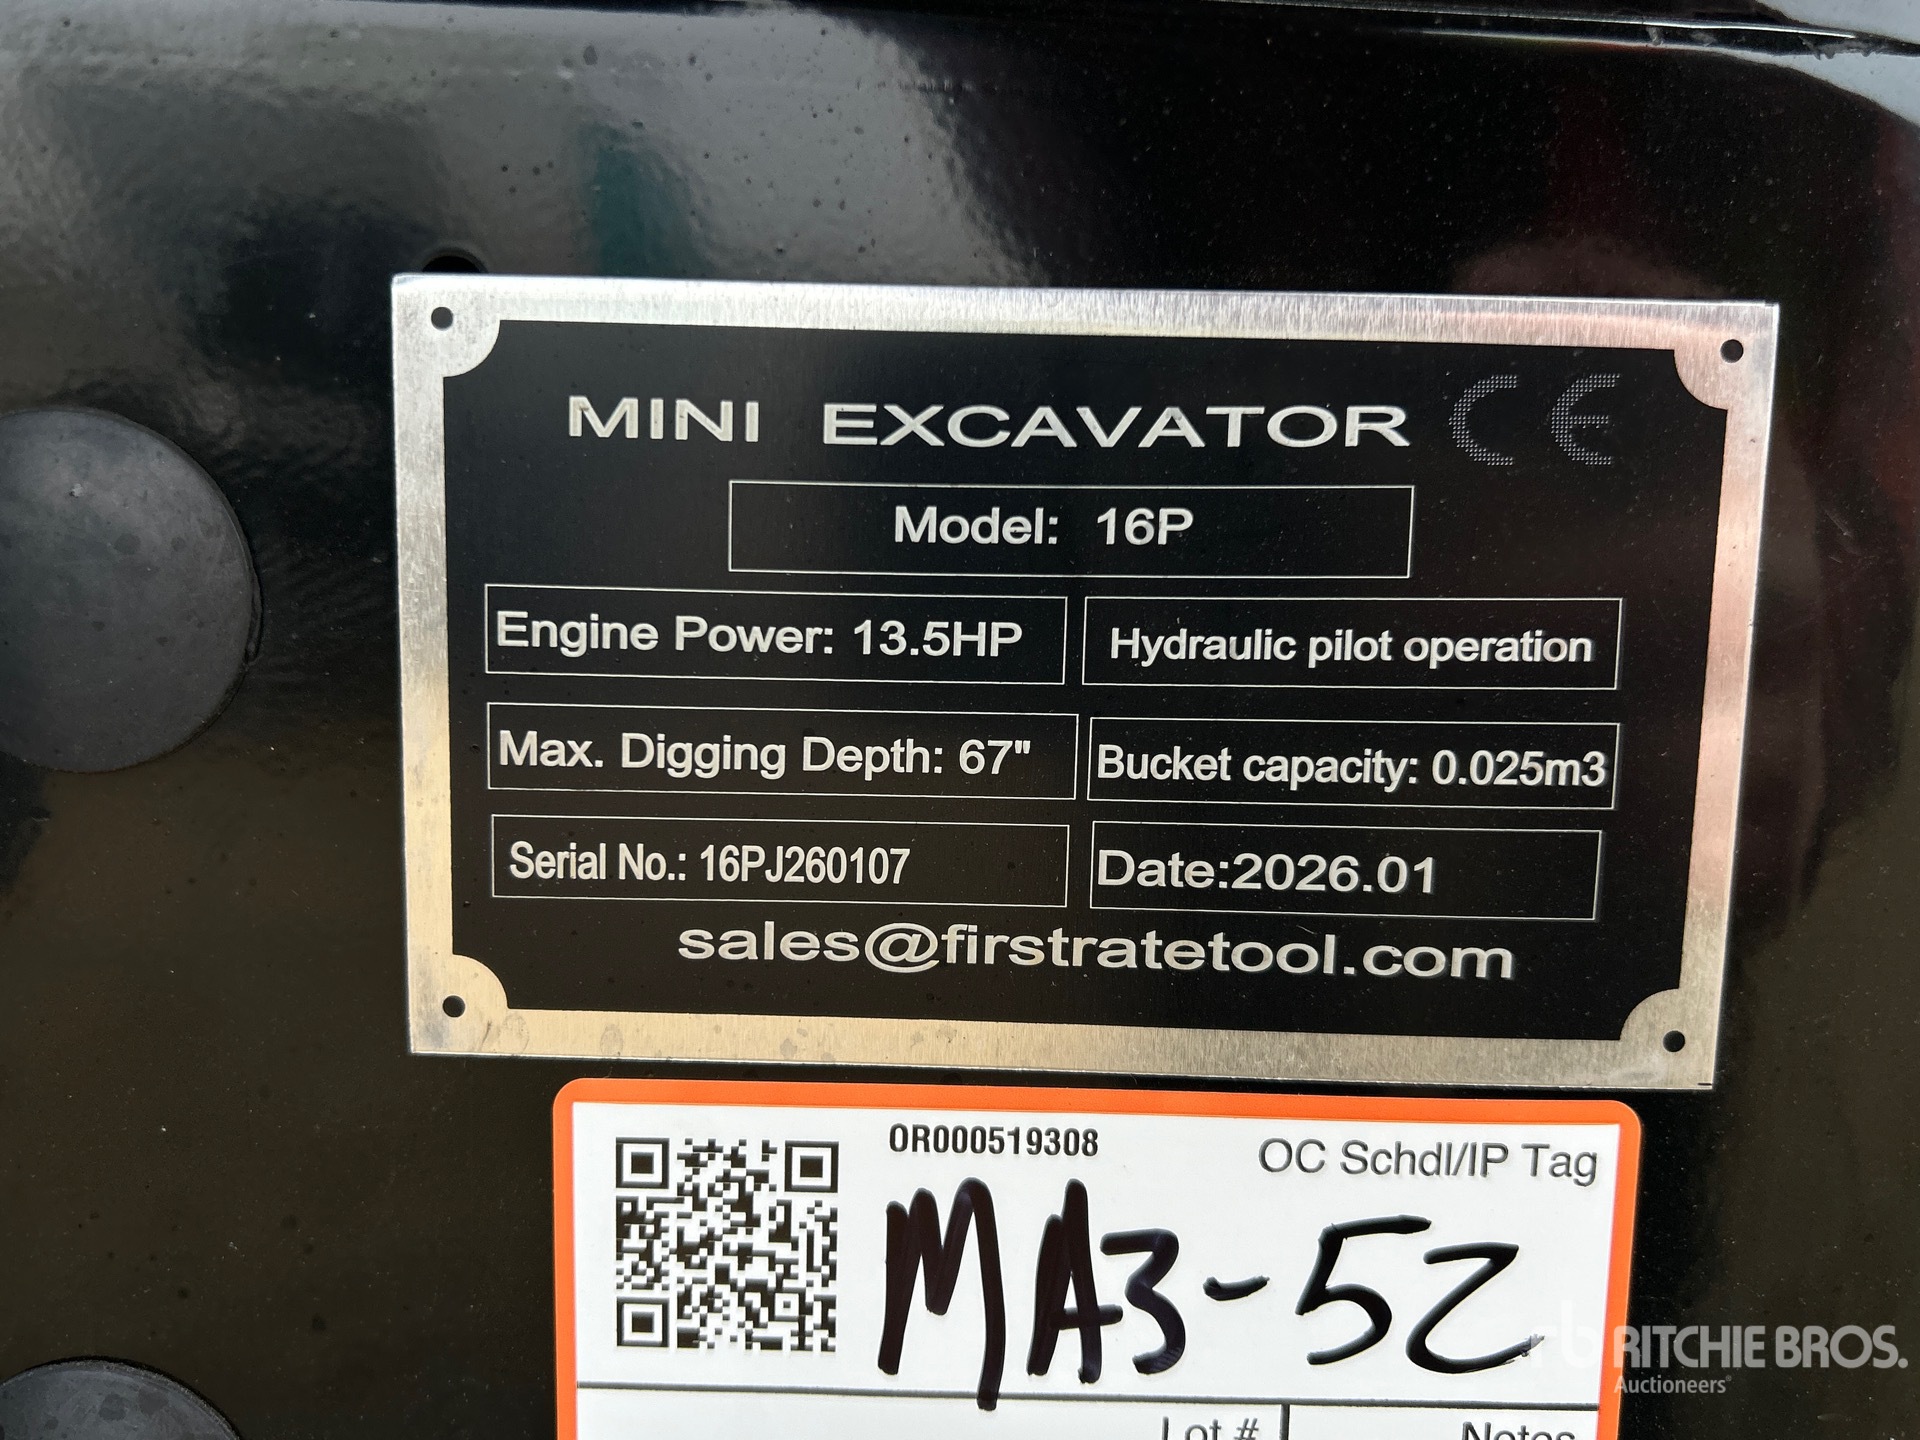 MINI EXCAVATOR CE
Model: 16P
Engine Power: 13.5HP
Hydraulic pilot operation
Max. Digging Depth: 67"
Bucket capacity: 0.025m3
Serial No.: 16PJ260107
Date:2026.01
sales@firstratetool.com
OR000519308
OC Schdl/IP Tag
MA3-52
Lot #
Notes
rb RITCHIE BROS.
Auctioneers